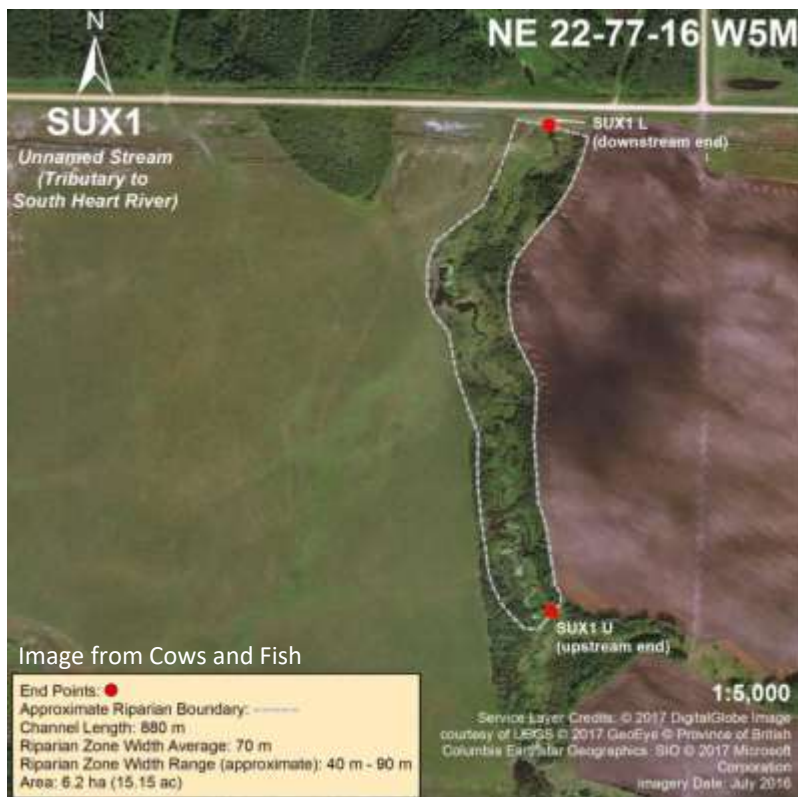 N
NE 22-77-16 W5M
SUX1
Unnamed Stream
(Tributary to
South Heart River)
SUX1 L
(downstream end)
SUX1 U
(upstream end)
Image from Cows and Fish
End Points:
Approximate Riparian Boundary:
Channel Length: 880 m
Riparian Zone Width Average: 70 m
Riparian Zone Width Range (approximate): 40 m - 90 m
Area: 6.2 ha (15.15 ac)
1:5,000
Service Layer Credits: © 2017 DigitalGlobe Image
courtesy of USGS © 2017 GeoEye © Province of British
Columbia Earthstar Geographics SIO © 2017 Microsoft
Corporation
Imagery Date: July 2016